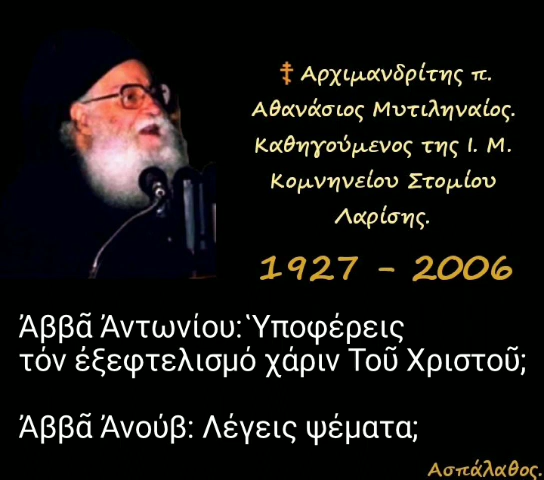 ☦ Αρχιμανδρίτης π.
Αθανάσιος Μυτιληναίος.
Καθηγούμενος της Ι. Μ.
Κομνηνείου Στομίου
Λαρίσης.
1927 - 2006
Ἀββᾶ Ἀντωνίου: Ὑποφέρεις
τόν ἐξεφτελισμό χάριν Τοῦ Χριστοῦ;
Ἀββᾶ Ἀνούβ: Λέγεις ψέματα;
Ασπάλαθος.